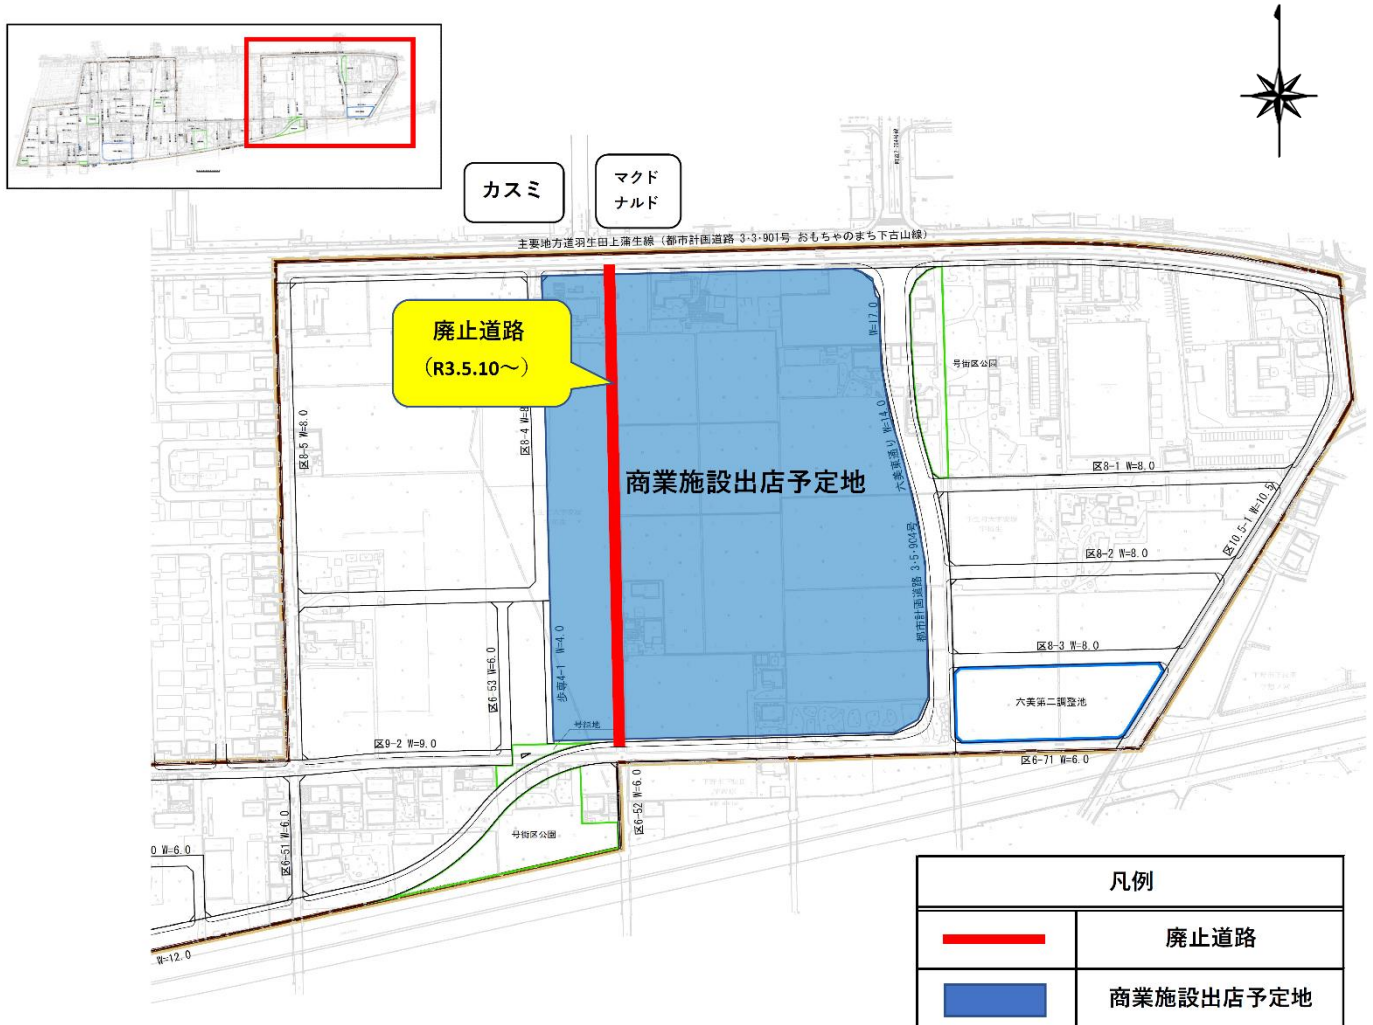 カスミ
マクド
ナルド
主要地方道羽生田上蒲生線（都市計画道路 3・3・901号 おもちゃのまち下古山線）
廃止道路
（R3.5.10～）
W=17.0
号街区公園
区8-5 W=8.0
区8-4 W=8
六美東通り W=14.0
商業施設出店予定地
区8-1 W=8.0
区10.5-1 W=10.5
都市計画道路 3・5・904号
区8-2 W=8.0
歩専4-1 W=4.0
区8-3 W=8.0
区6-53 W=6.0
六美第二調整池
区9-2 W=9.0
区6-71 W=6.0
区6-52 W=6.0
区6-51 W=6.0
号街区公園
0 W=6.0
W=12.0
凡例
廃止道路
商業施設出店予定地